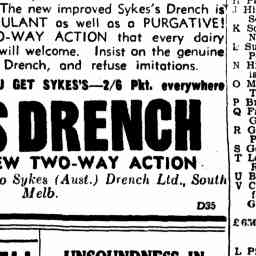 The new improved Sykes's Drench is
ULANT as well as a PURGATIVE!
O-WAY ACTION that every dairy
will welcome. Insist on the genuine
Drench, and refuse imitations.
GET SYKES'S—2/6 Pkt. everywhere
DRENCH
EW TWO-WAY ACTION
o Sykes (Aust.) Drench Ltd., South
Melb.
D35
UNSOUNDNESS IN
J H
K S
N
L S
P
N H
is
O M
T
P
Q F
G
R G
P
S
T L
U
V C
f
G
£650
L P